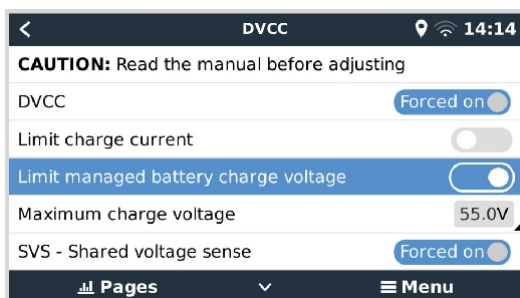 DVCC 14:14
CAUTION: Read the manual before adjusting
DVCC Forced on
Limit charge current
Limit managed battery charge voltage
Maximum charge voltage 55.0V
SVS - Shared voltage sense Forced on
Pages Menu